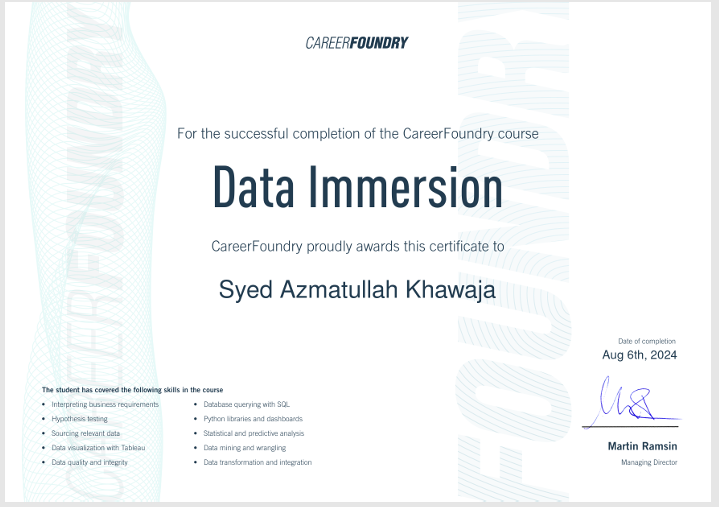 CAREERFOUNDRY
For the successful completion of the CareerFoundry course
Data Immersion
CareerFoundry proudly awards this certificate to
Syed Azmatullah Khawaja
Date of completion
Aug 6th, 2024
The student has covered the following skills in the course
• Interpreting business requirements
• Hypothesis testing
• Sourcing relevant data
• Data visualization with Tableau
• Data quality and integrity
• Database querying with SQL
• Python libraries and dashboards
• Statistical and predictive analysis
• Data mining and wrangling
• Data transformation and integration
Martin Ramsin
Managing Director
CAREERFOUNDRY
FOUNDRY